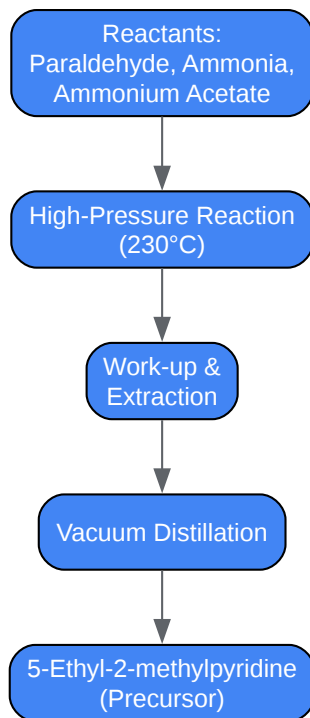 Reactants:
Paraldehyde, Ammonia,
Ammonium Acetate
High-Pressure Reaction
(230°C)
Work-up &
Extraction
Vacuum Distillation
5-Ethyl-2-methylpyridine
(Precursor)